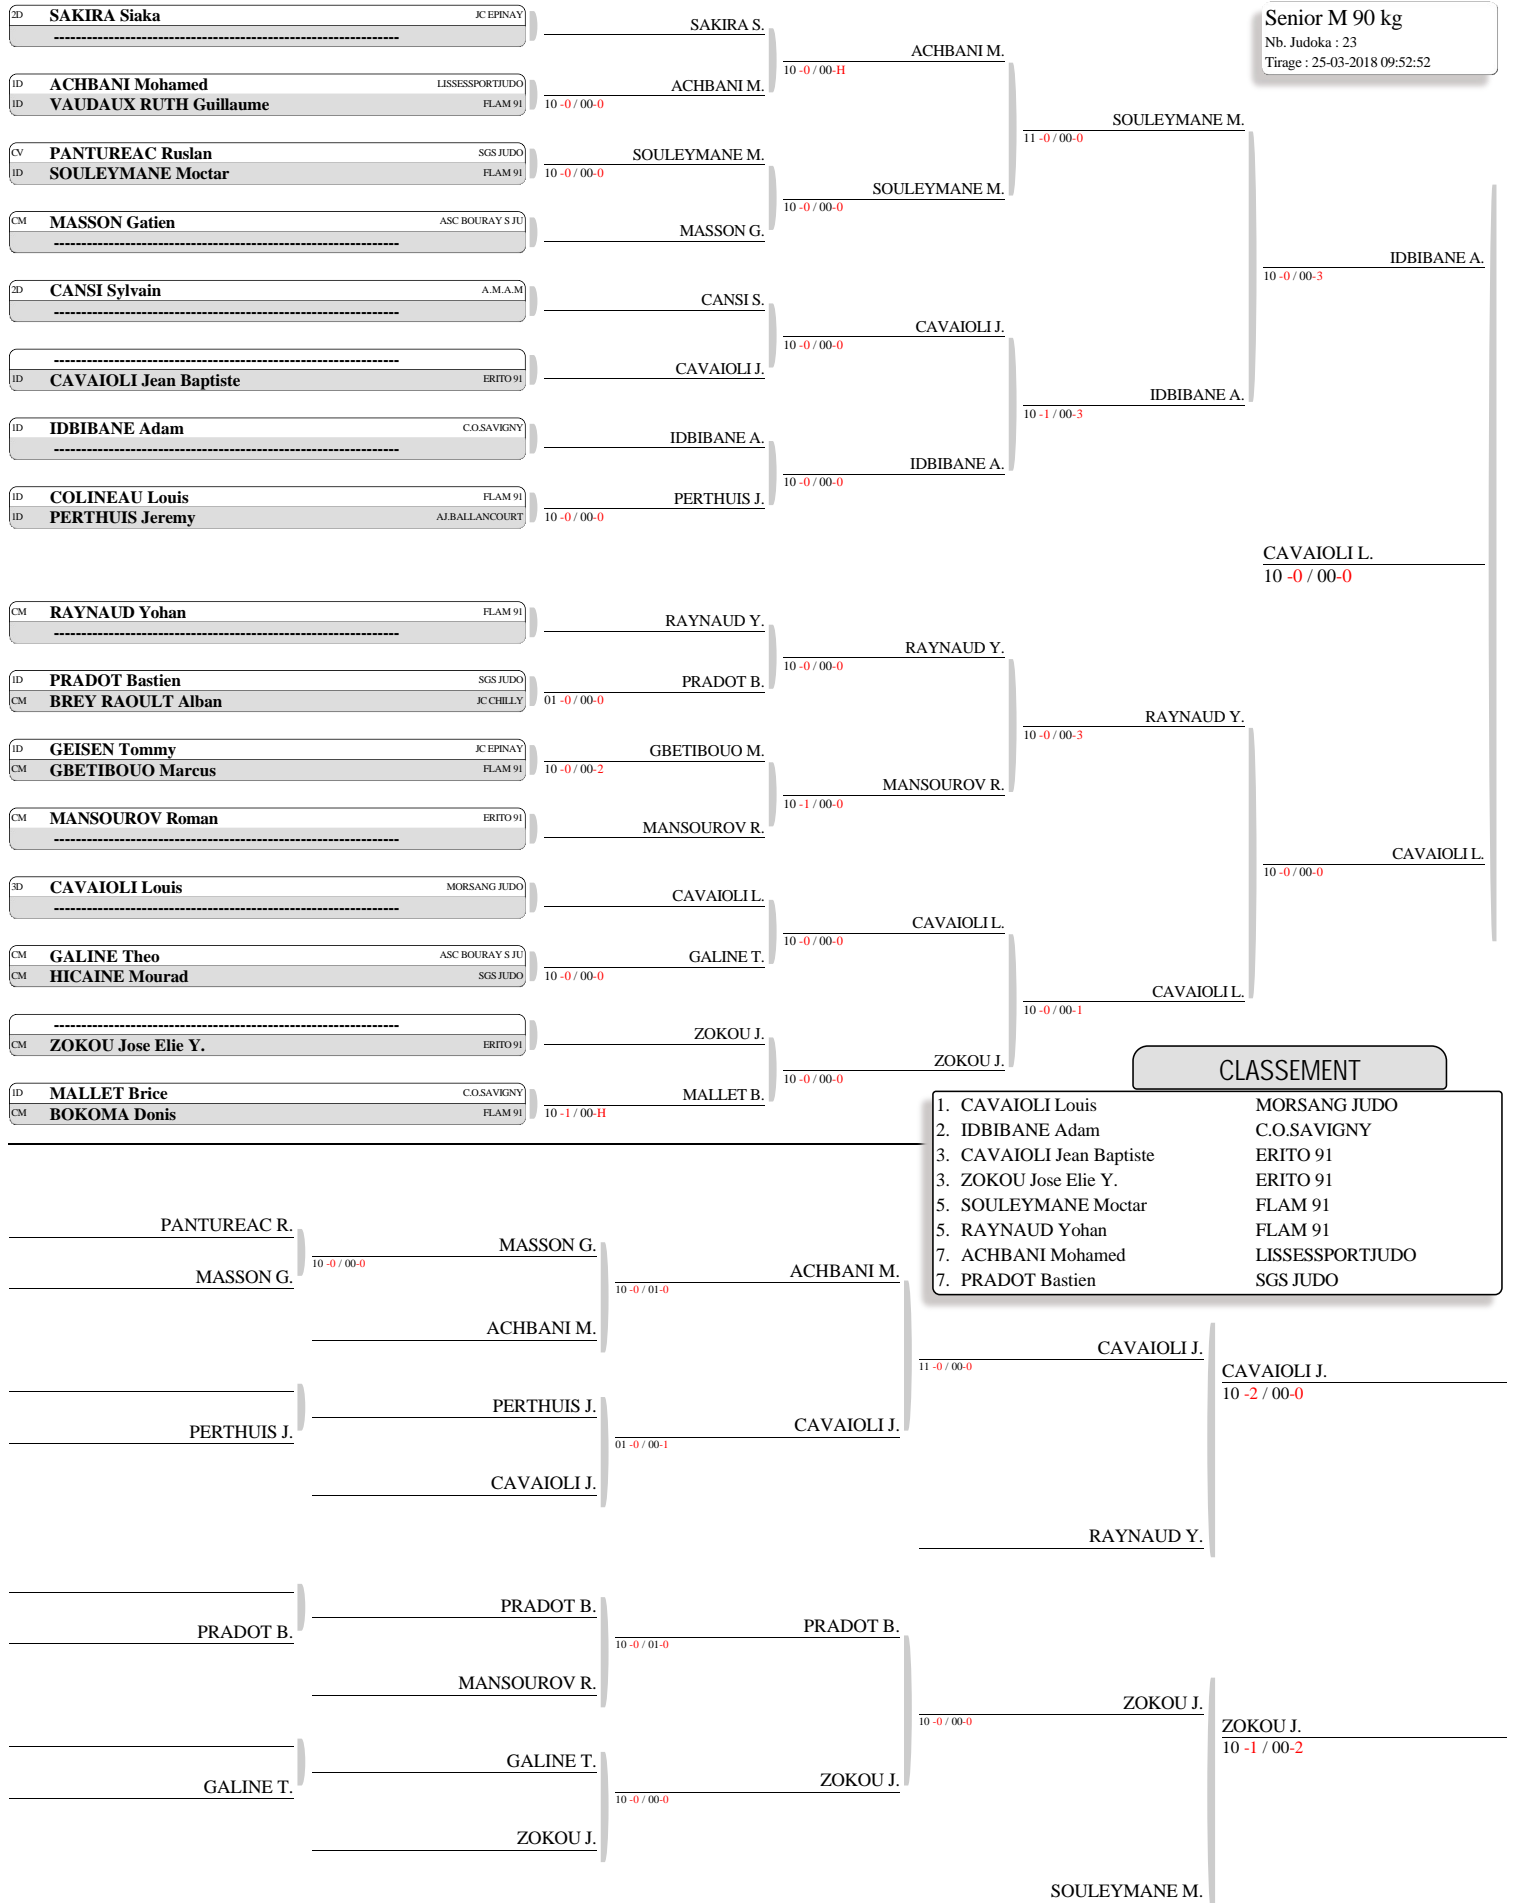 Senior M 90 kg
Nb. Judoka : 23
Tirage : 25-03-2018 09:52:52
2D SAKIRA Siaka JC EPINAY
----------------------------------------------------------------
1D ACHBANI Mohamed LISSESSPORTJUDO
1D VAUDAUX RUTH Guillaume FLAM 91
CV PANTUREAC Ruslan SGS JUDO
1D SOULEYMANE Moctar FLAM 91
CM MASSON Gatien ASC BOURAY S JU
----------------------------------------------------------------
2D CANSI Sylvain A.M.A.M
----------------------------------------------------------------
----------------------------------------------------------------
1D CAVAIOLI Jean Baptiste ERITO 91
1D IDBIBANE Adam C.O.SAVIGNY
----------------------------------------------------------------
1D COLINEAU Louis FLAM 91
1D PERTHUIS Jeremy AJ.BALLANCOURT
CM RAYNAUD Yohan FLAM 91
----------------------------------------------------------------
1D PRADOT Bastien SGS JUDO
CM BREY RAOULT Alban JC CHILLY
1D GEISEN Tommy JC EPINAY
CM GBETIBOUO Marcus FLAM 91
CM MANSOUROV Roman ERITO 91
----------------------------------------------------------------
3D CAVAIOLI Louis MORSANG JUDO
----------------------------------------------------------------
CM GALINE Theo ASC BOURAY S JU
CM HICAINE Mourad SGS JUDO
----------------------------------------------------------------
CM ZOKOU Jose Elie Y. ERITO 91
1D MALLET Brice C.O.SAVIGNY
CM BOKOMA Donis FLAM 91
SAKIRA S.
ACHBANI M.
10 -0 / 00-0
SOULEYMANE M.
10 -0 / 00-0
MASSON G.
CANSI S.
CAVAIOLI J.
IDBIBANE A.
PERTHUIS J.
10 -0 / 00-0
RAYNAUD Y.
PRADOT B.
01 -0 / 00-0
GBETIBOUO M.
10 -0 / 00-2
MANSOUROV R.
CAVAIOLI L.
GALINE T.
10 -0 / 00-0
ZOKOU J.
MALLET B.
10 -1 / 00-H
ACHBANI M.
10 -0 / 00-H
SOULEYMANE M.
10 -0 / 00-0
CAVAIOLI J.
10 -0 / 00-0
IDBIBANE A.
10 -0 / 00-0
RAYNAUD Y.
10 -0 / 00-0
MANSOUROV R.
10 -1 / 00-0
CAVAIOLI L.
10 -0 / 00-0
ZOKOU J.
10 -0 / 00-0
SOULEYMANE M.
11 -0 / 00-0
IDBIBANE A.
10 -1 / 00-3
RAYNAUD Y.
10 -0 / 00-3
CAVAIOLI L.
10 -0 / 00-1
IDBIBANE A.
10 -0 / 00-3
CAVAIOLI L.
10 -0 / 00-0
CAVAIOLI L.
10 -0 / 00-0
CLASSEMENT
1. CAVAIOLI Louis MORSANG JUDO
2. IDBIBANE Adam C.O.SAVIGNY
3. CAVAIOLI Jean Baptiste ERITO 91
3. ZOKOU Jose Elie Y. ERITO 91
5. SOULEYMANE Moctar FLAM 91
5. RAYNAUD Yohan FLAM 91
7. ACHBANI Mohamed LISSESSPORTJUDO
7. PRADOT Bastien SGS JUDO
PANTUREAC R.
MASSON G.
PERTHUIS J.
PRADOT B.
GALINE T.
MASSON G.
10 -0 / 00-0
ACHBANI M.
PERTHUIS J.
CAVAIOLI J.
PRADOT B.
MANSOUROV R.
GALINE T.
ZOKOU J.
ACHBANI M.
10 -0 / 01-0
CAVAIOLI J.
01 -0 / 00-1
PRADOT B.
10 -0 / 01-0
ZOKOU J.
10 -0 / 00-0
CAVAIOLI J.
11 -0 / 00-0
RAYNAUD Y.
ZOKOU J.
10 -0 / 00-0
SOULEYMANE M.
CAVAIOLI J.
10 -2 / 00-0
ZOKOU J.
10 -1 / 00-2